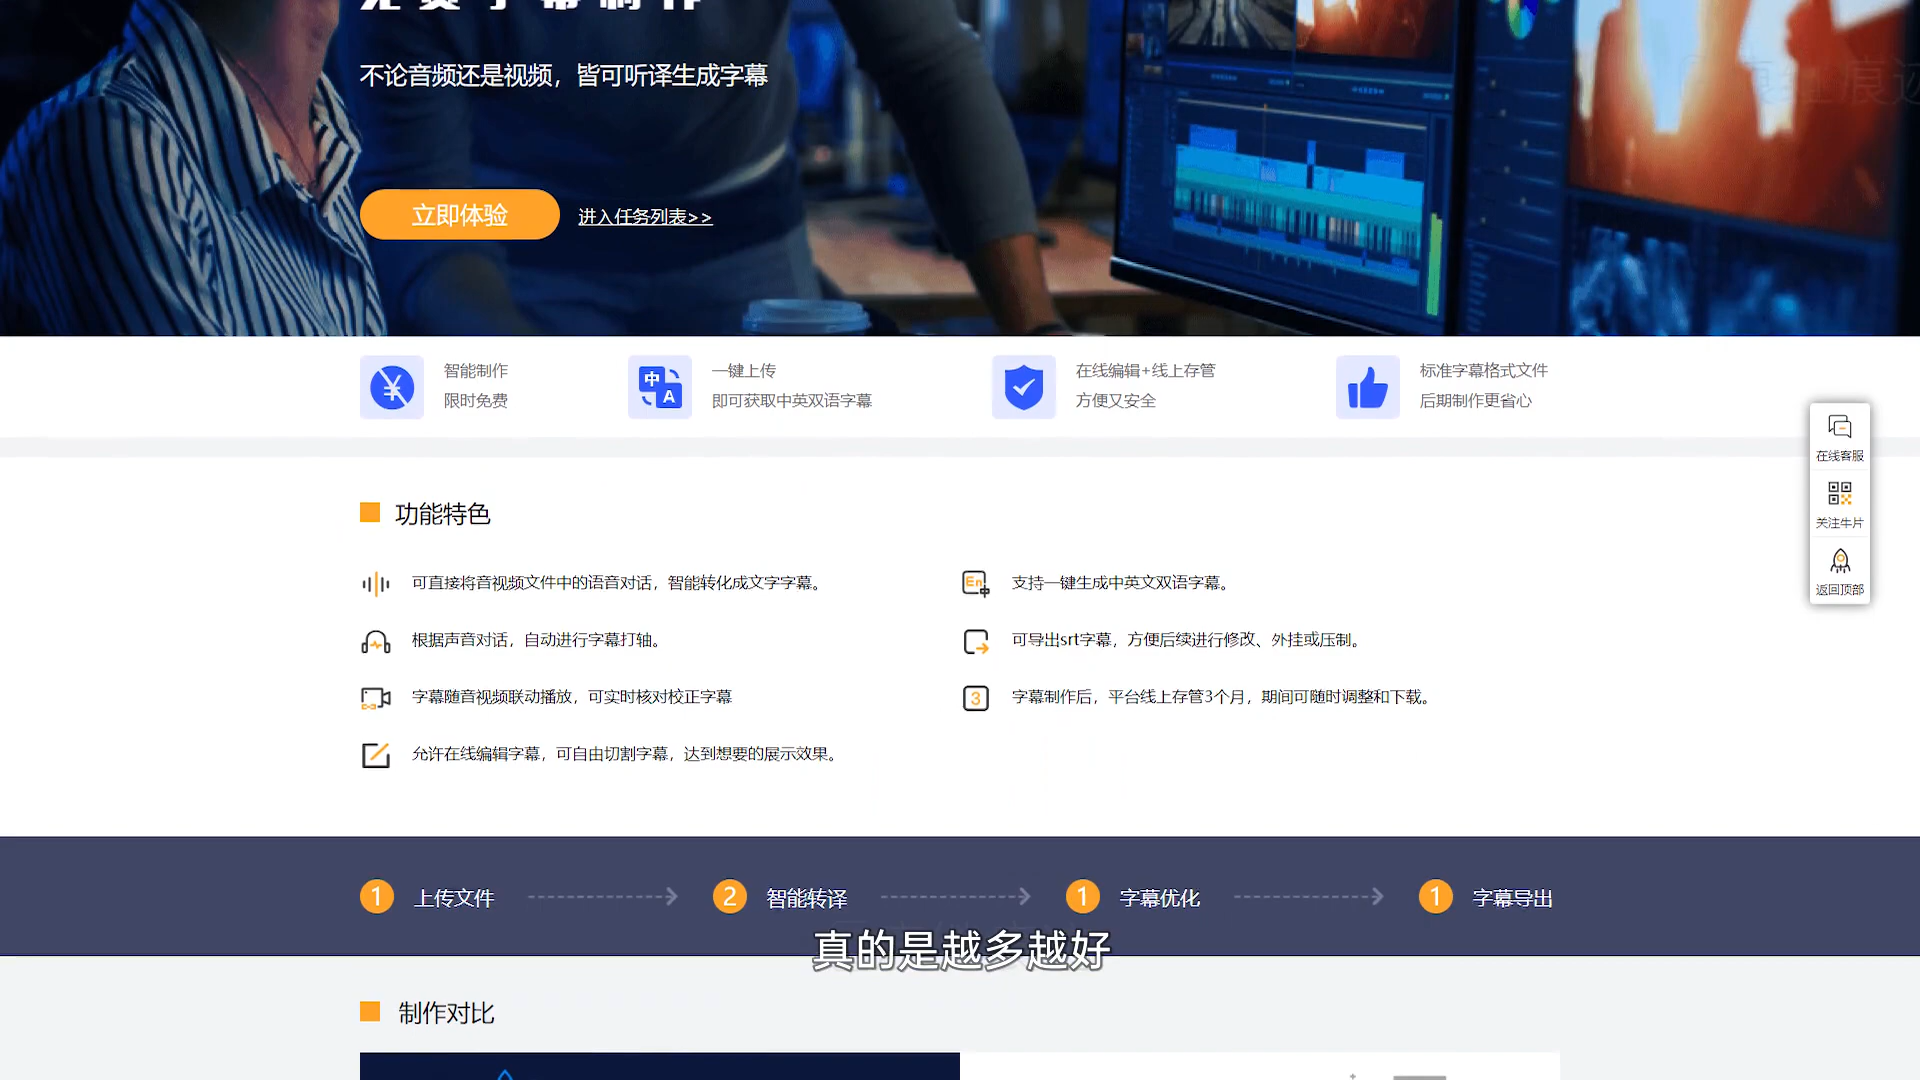 免费字幕制作
不论音频还是视频，皆可听译生成字幕
立即体验
进入任务列表>>
智能制作
限时免费
一键上传
即可获取中英双语字幕
在线编辑+线上存管
方便又安全
标准字幕格式文件
后期制作更省心
在线客服
关注牛片
返回顶部
功能特色
可直接将音视频文件中的语音对话，智能转化成文字字幕。
支持一键生成中英文双语字幕。
根据声音对话，自动进行字幕打轴。
可导出srt字幕，方便后续进行修改、外挂或压制。
字幕随音视频联动播放，可实时核对校正字幕
3 字幕制作后，平台线上存管3个月，期间可随时调整和下载。
允许在线编辑字幕，可自由切割字幕，达到想要的展示效果。
1 上传文件
2 智能转译
1 字幕优化
1 字幕导出
真的是越多越好
制作对比